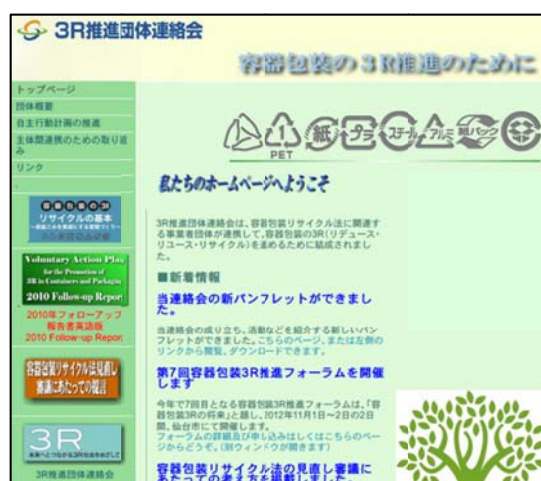 3R推進団体連絡会
容器包装の3R推進のために
トップページ
団体概要
自主行動計画の推進
主体間連携のための取り組
み
リンク
容器包装の3R
リサイクルの基本
Voluntary Action Plan
for the Promotion of
3R in Containers and Packaging
2010 Follow-up Report
2010年フォローアップ
報告書英語版
2010 Follow-up Report
容器包装リサイクル法見直し
審議にあたっての提言
3R
3R推進団体連絡会
1
PET
紙
プラ
スチール
アルミ
紙パック
私たちのホームページへようこそ
3R推進団体連絡会は、容器包装リサイクル法に関連す
る事業者団体が連携して、容器包装の3R(リデュース・
リユース・リサイクル)を進めるために結成されまし
た。
■新着情報
当連絡会の新パンフレットができまし
た。
当連絡会の成り立ち、活動などを紹介する新しいパン
フレットができました。こちらのページ、または左側の
リンクから閲覧、ダウンロードできます。
第7回容器包装3R推進フォーラムを開催
します
今年で7回目となる容器包装3R推進フォーラムは、「容
器包装3Rの将来」と題し、2012年11月1日～2日の2日
間、仙台市にて開催します。
フォーラムの詳細及び申し込みはしくはこちらのペー
ジからどうぞ。(別ウィンドウが開きます)
容器包装リサイクル法の見直し審議に
あたっての考え方を掲載しました。